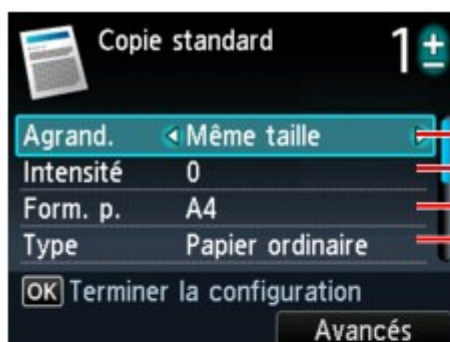 Copie standard 1
Agrand. Même taille
Intensité 0
Form. p. A4
Type Papier ordinaire
OK Terminer la configuration
Avancés